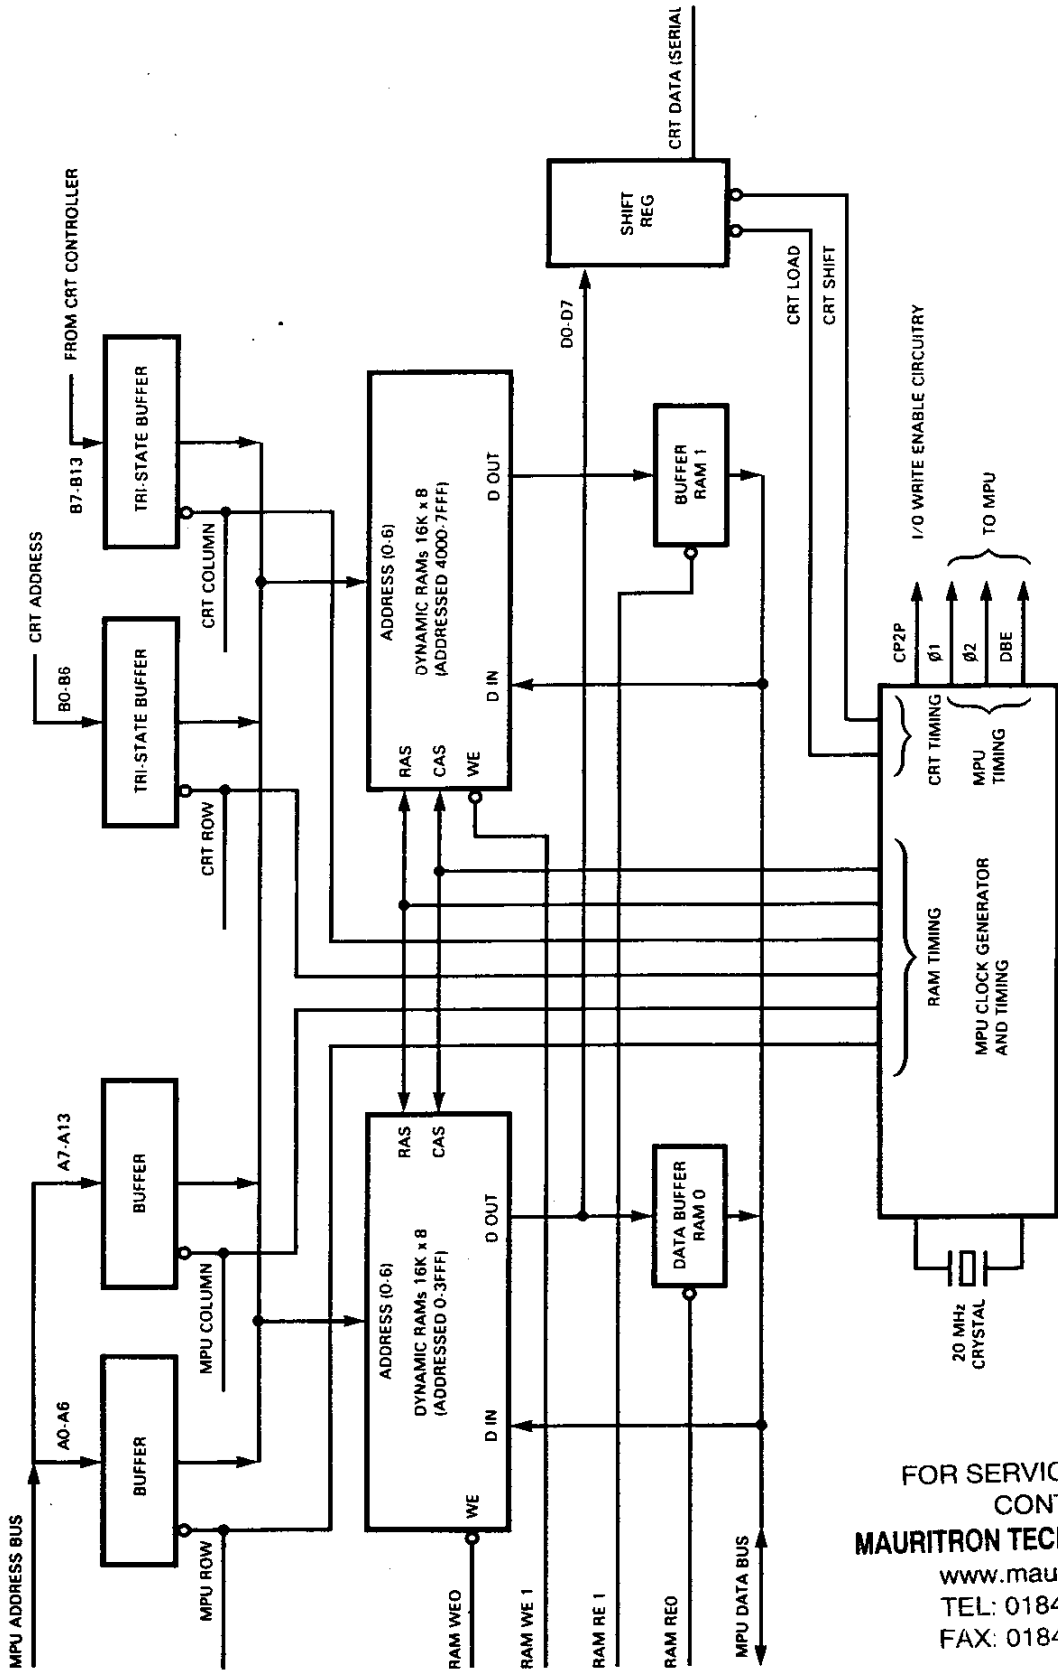 MPU ADDRESS BUS
A0-A6
A7-A13
CRT ADDRESS
FROM CRT CONTROLLER
B0-B6
B7-B13
BUFFER
BUFFER
TRI-STATE BUFFER
TRI-STATE BUFFER
MPU ROW
MPU COLUMN
CRT ROW
CRT COLUMN
ADDRESS (0-6)
DYNAMIC RAMs 16K x 8
(ADDRESSED 0-3FFF)
RAS
CAS
WE
D IN
D OUT
ADDRESS (0-6)
DYNAMIC RAMs 16K x 8
(ADDRESSED 4000-7FFF)
RAS
CAS
WE
D IN
D OUT
D0-D7
SHIFT
REG
CRT DATA (SERIAL
RAM WE0
RAM WE 1
RAM RE 1
RAM RE0
MPU DATA BUS
DATA BUFFER
RAM 0
BUFFER
RAM 1
CRT LOAD
CRT SHIFT
20 MHz
CRYSTAL
RAM TIMING
MPU CLOCK GENERATOR
AND TIMING
CRT TIMING
MPU
TIMING
CP2P
Ø1
Ø2
DBE
I/O WRITE ENABLE CIRCUITRY
TO MPU
FOR SERVIC
CONT
MAURITRON TECH
www.mau
TEL: 0184
FAX: 0184